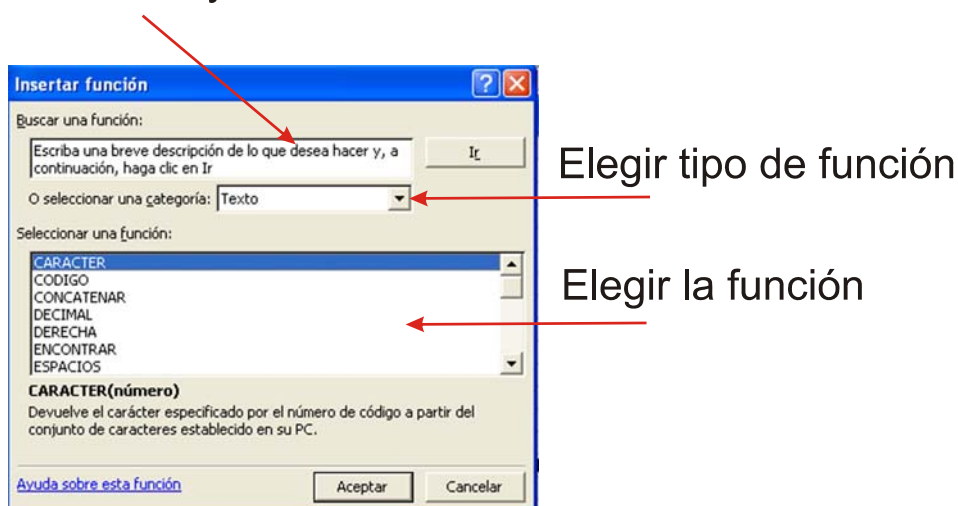 Insertar función
Buscar una función:
Escriba una breve descripción de lo que desea hacer y, a
continuación, haga clic en Ir
Ir
Elegir tipo de función
O seleccionar una categoría: Texto
Seleccionar una función:
CARACTER
CODIGO
CONCATENAR
DECIMAL
DERECHA
ENCONTRAR
ESPACIOS
Elegir la función
CARACTER(número)
Devuelve el carácter especificado por el número de código a partir del
conjunto de caracteres establecido en su PC.
Ayuda sobre esta función
Aceptar
Cancelar